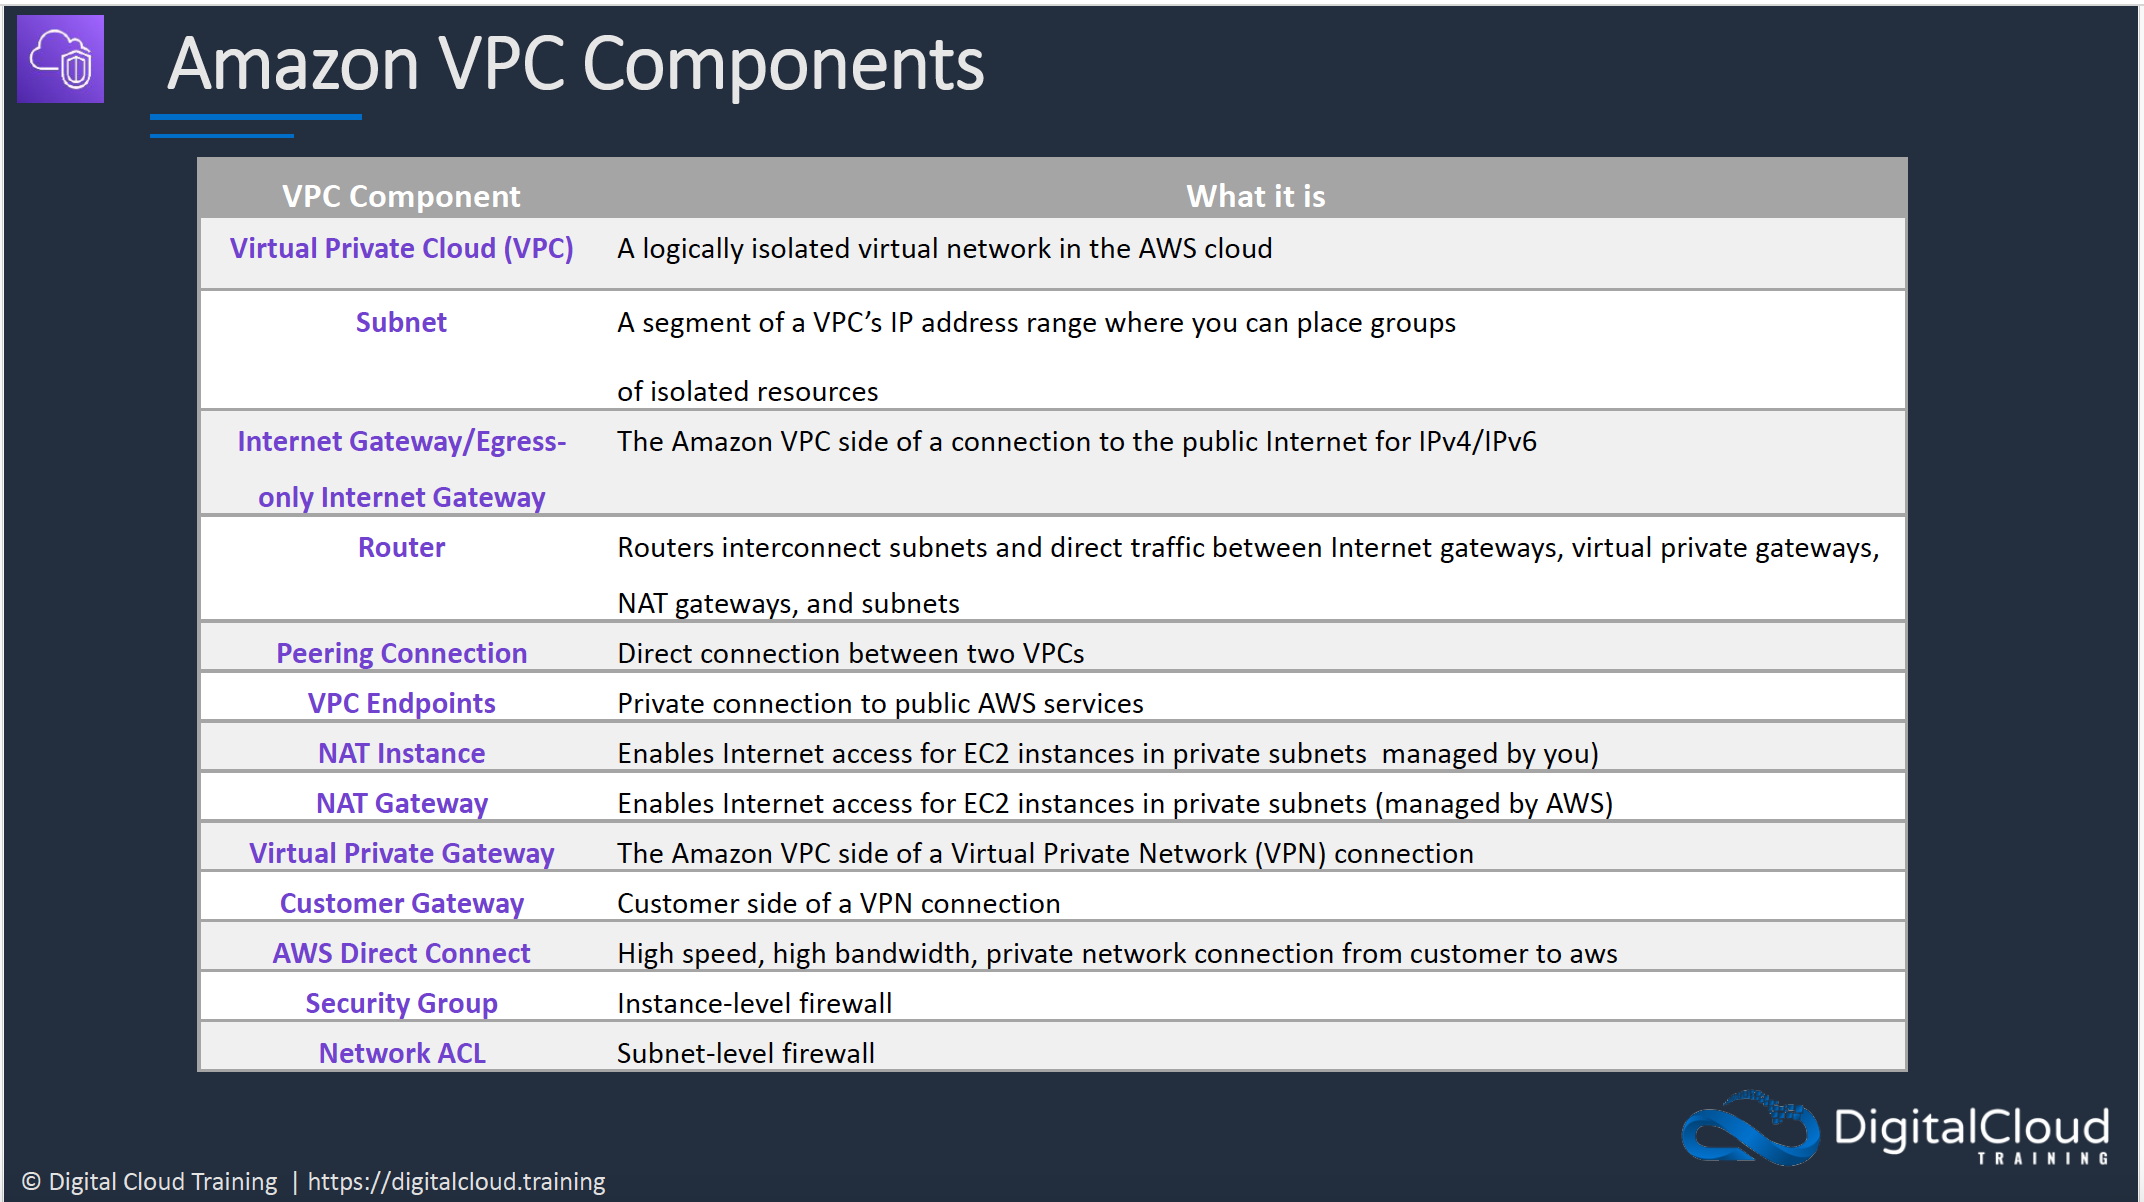 Amazon VPC Components
VPC Component What it is
Virtual Private Cloud (VPC) A logically isolated virtual network in the AWS cloud
Subnet A segment of a VPC’s IP address range where you can place groups
of isolated resources
Internet Gateway/Egress- The Amazon VPC side of a connection to the public Internet for IPv4/IPv6
only Internet Gateway
Router Routers interconnect subnets and direct traffic between Internet gateways, virtual private gateways,
NAT gateways, and subnets
Peering Connection Direct connection between two VPCs
VPC Endpoints Private connection to public AWS services
NAT Instance Enables Internet access for EC2 instances in private subnets  managed by you)
NAT Gateway Enables Internet access for EC2 instances in private subnets (managed by AWS)
Virtual Private Gateway The Amazon VPC side of a Virtual Private Network (VPN) connection
Customer Gateway Customer side of a VPN connection
AWS Direct Connect High speed, high bandwidth, private network connection from customer to aws
Security Group Instance-level firewall
Network ACL Subnet-level firewall
DigitalCloud
TRAINING
© Digital Cloud Training | https://digitalcloud.training